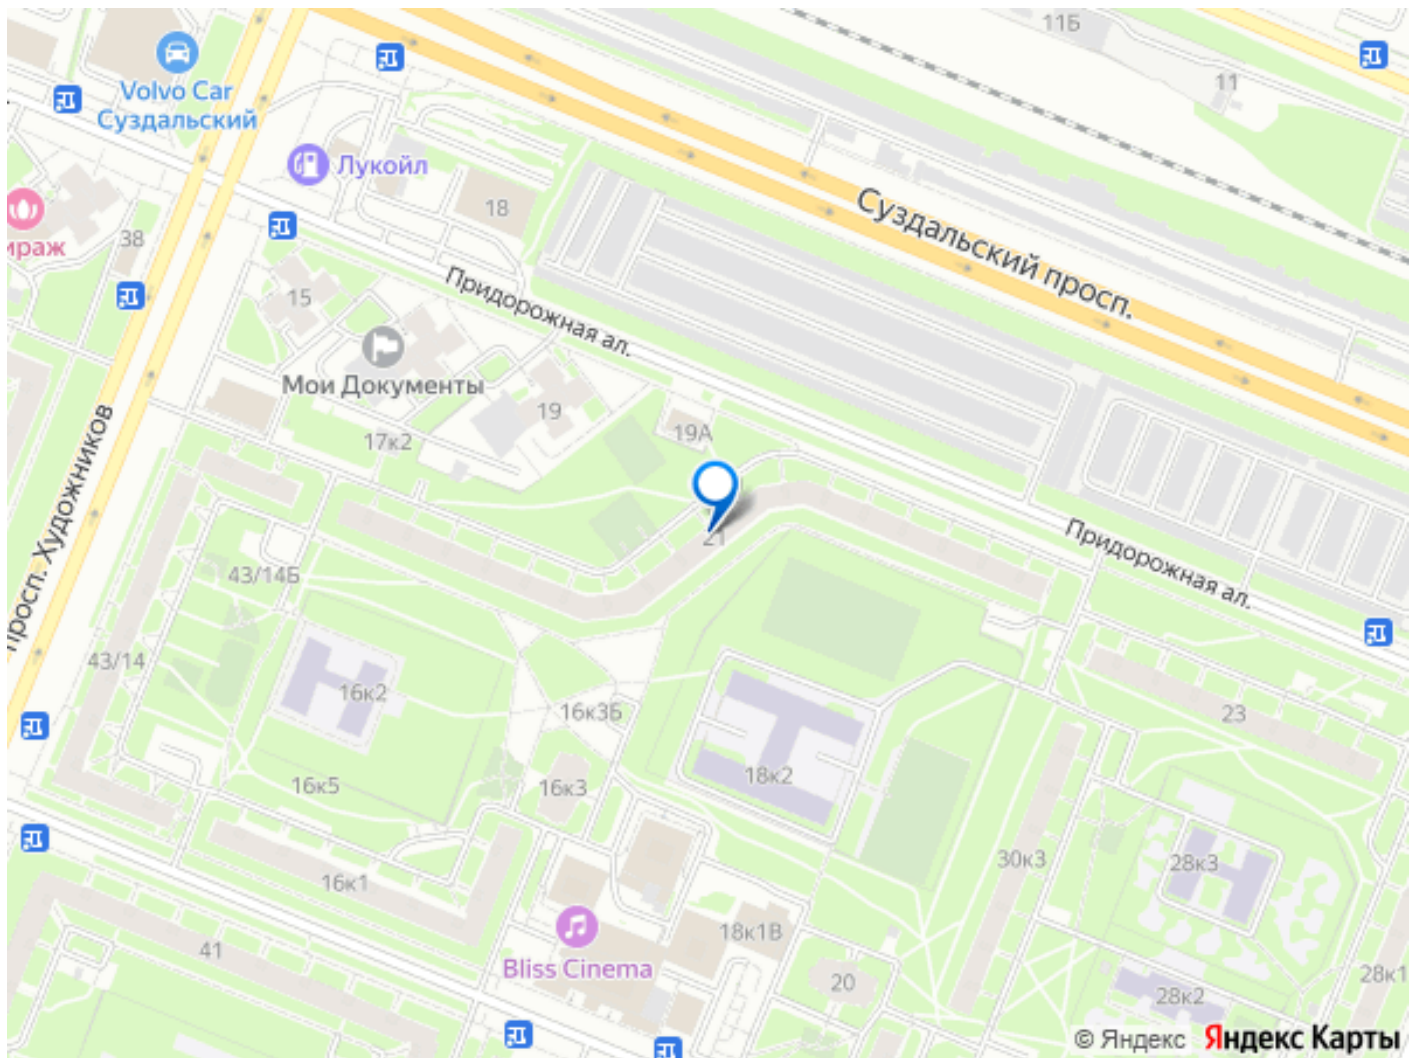 11Б
11
Volvo Car
Суздальский
Лукойл
18
Суздальский просп.
ираж
38
15
Придорожная ал.
Мои Документы
19
19А
17к2
просп. Художников
21
Придорожная ал.
43/14Б
43/14
16к2
16к3Б
23
16к5
16к3
18к2
30к3
28к3
16к1
41
18к1В
Bliss Cinema
20
28к2
28к1
© Яндекс Яндекс Карты